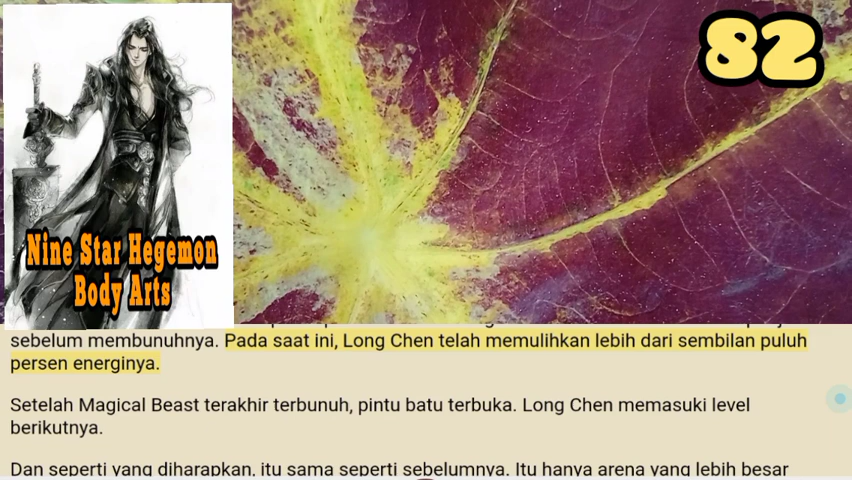 82
Nine Star Hegemon
Body Arts
sebelum membunuhnya. Pada saat ini, Long Chen telah memulihkan lebih dari sembilan puluh
persen energinya.
Setelah Magical Beast terakhir terbunuh, pintu batu terbuka. Long Chen memasuki level
berikutnya.
Dan seperti yang diharapkan, itu sama seperti sebelumnya. Itu hanya arena yang lebih besar